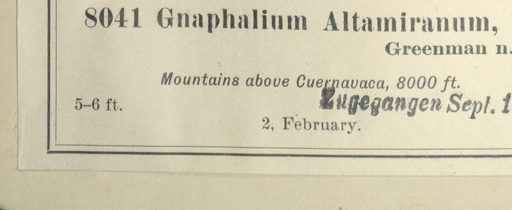 8041 Gnaphalium Altamiranum,
Greenman n.
Mountains above Cuernavaca, 8000 ft.
5–6 ft.
Zugegangen Sept. 1
2, February.